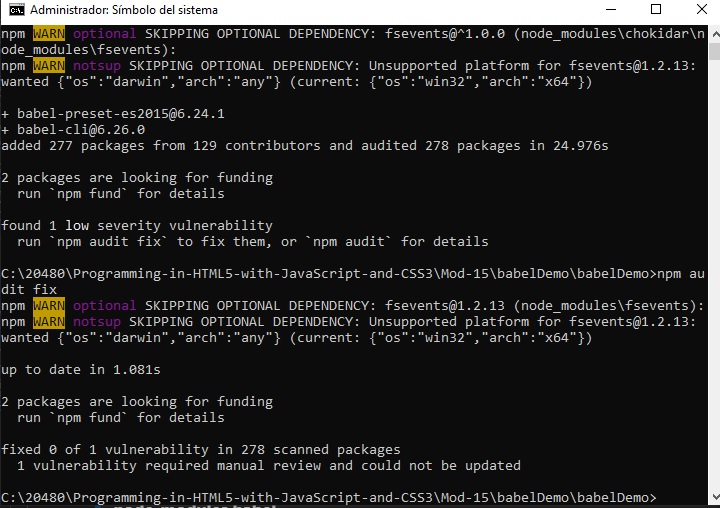 Administrador: Símbolo del sistema
npm WARN optional SKIPPING OPTIONAL DEPENDENCY: fsevents@^1.0.0 (node_modules\chokidar\n
ode_modules\fsevents):
npm WARN notsup SKIPPING OPTIONAL DEPENDENCY: Unsupported platform for fsevents@1.2.13:
wanted {"os":"darwin","arch":"any"} (current: {"os":"win32","arch":"x64"})
+ babel-preset-es2015@6.24.1
+ babel-cli@6.26.0
added 277 packages from 129 contributors and audited 278 packages in 24.976s
2 packages are looking for funding
run `npm fund` for details
found 1 low severity vulnerability
run `npm audit fix` to fix them, or `npm audit` for details
C:\20480\Programming-in-HTML5-with-JavaScript-and-CSS3\Mod-15\babelDemo\babelDemo>npm au
dit fix
npm WARN optional SKIPPING OPTIONAL DEPENDENCY: fsevents@1.2.13 (node_modules\fsevents):
npm WARN notsup SKIPPING OPTIONAL DEPENDENCY: Unsupported platform for fsevents@1.2.13:
wanted {"os":"darwin","arch":"any"} (current: {"os":"win32","arch":"x64"})
up to date in 1.081s
2 packages are looking for funding
run `npm fund` for details
fixed 0 of 1 vulnerability in 278 scanned packages
1 vulnerability required manual review and could not be updated
C:\20480\Programming-in-HTML5-with-JavaScript-and-CSS3\Mod-15\babelDemo\babelDemo>